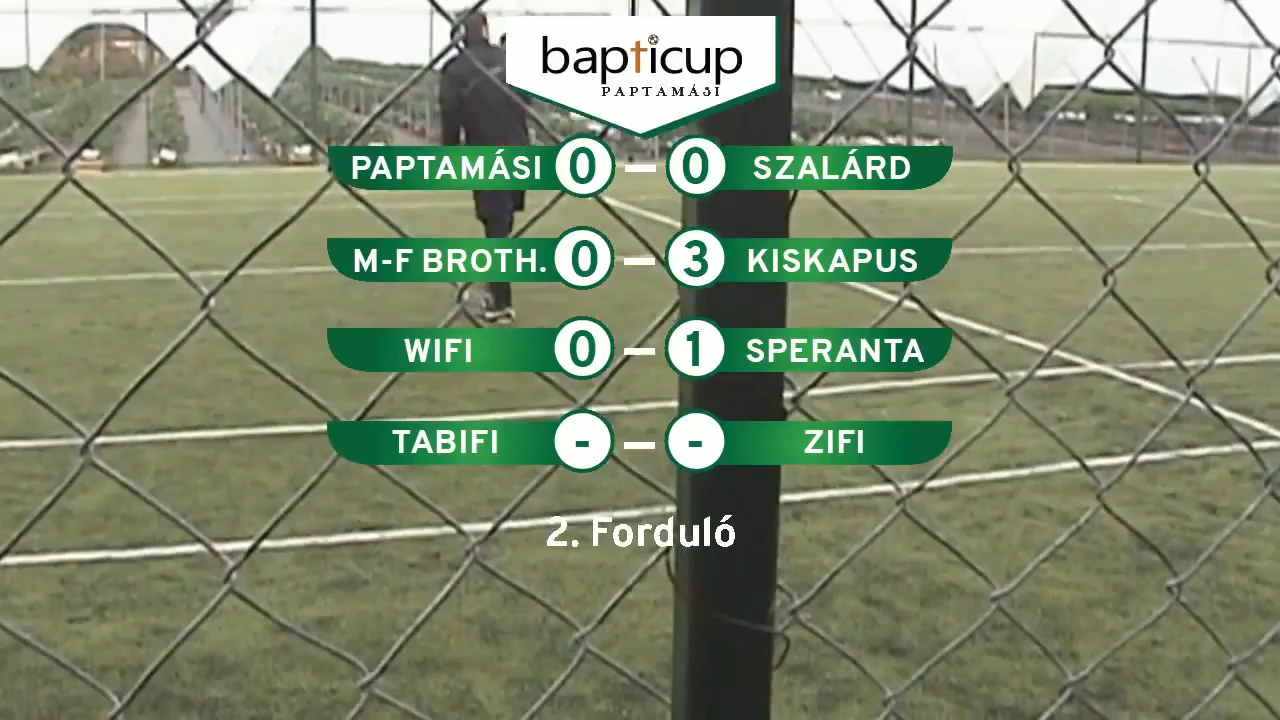 bapticup
PAPTAMÁSI
PAPTAMÁSI 0 – 0 SZALÁRD
M-F BROTH. 0 – 3 KISKAPUS
WIFI 0 – 1 SPERANTA
TABIFI - – - ZIFI
2. Forduló